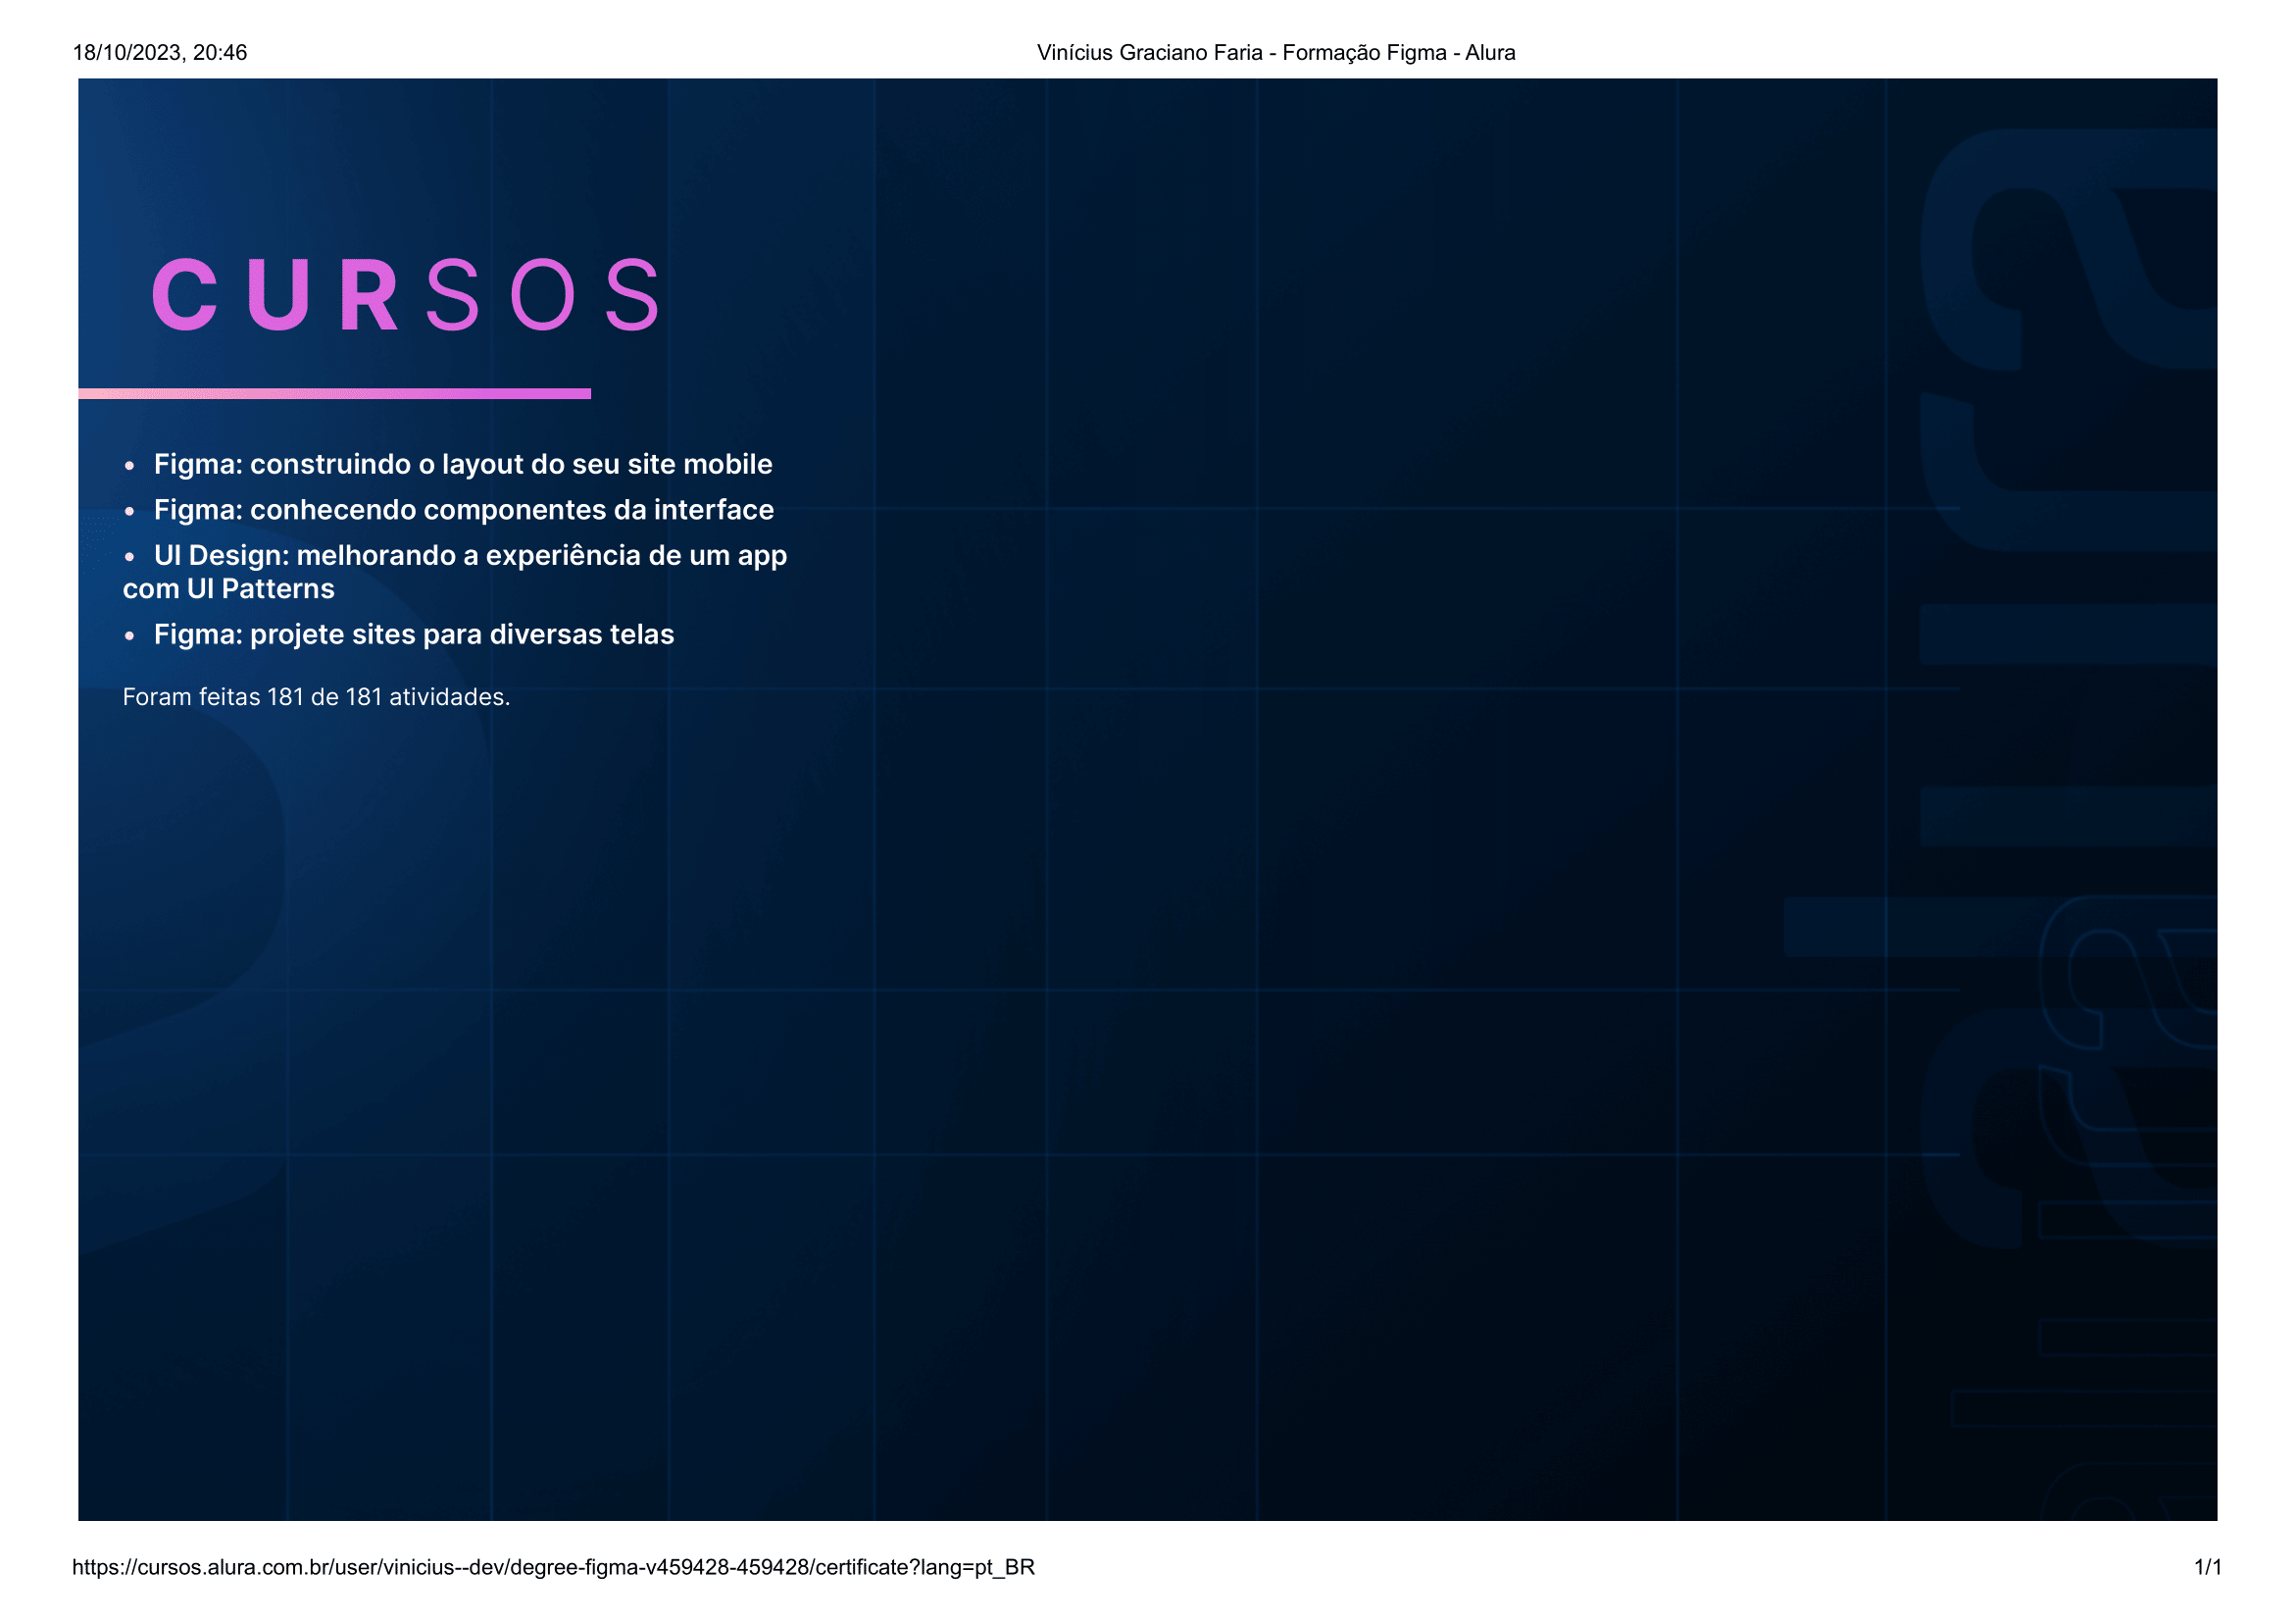 18/10/2023, 20:46
Vinícius Graciano Faria - Formação Figma - Alura
CURSOS
• Figma: construindo o layout do seu site mobile
• Figma: conhecendo componentes da interface
• UI Design: melhorando a experiência de um app
com UI Patterns
• Figma: projete sites para diversas telas
Foram feitas 181 de 181 atividades.
alura
alura
https://cursos.alura.com.br/user/vinicius--dev/degree-figma-v459428-459428/certificate?lang=pt_BR
1/1